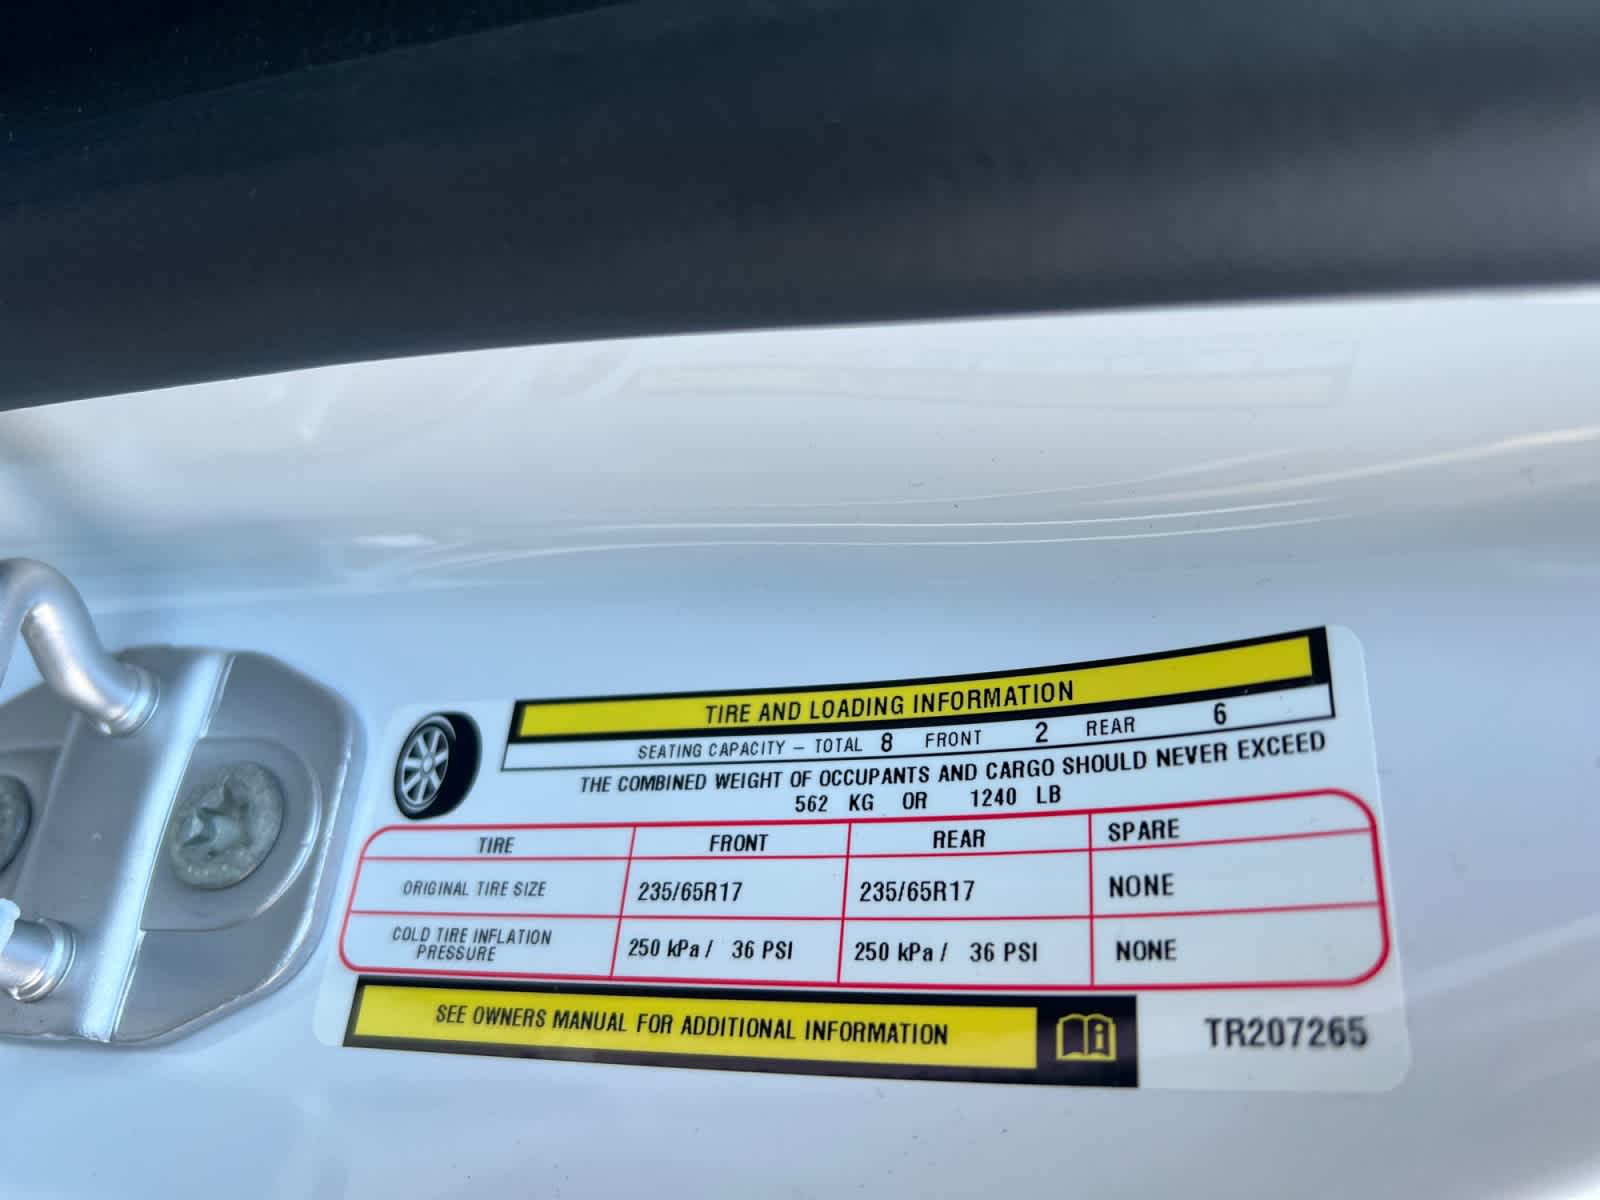 TIRE AND LOADING INFORMATION
SEATING CAPACITY – TOTAL 8 FRONT 2 REAR 6
THE COMBINED WEIGHT OF OCCUPANTS AND CARGO SHOULD NEVER EXCEED
562 KG OR 1240 LB
TIRE FRONT REAR SPARE
ORIGINAL TIRE SIZE 235/65R17 235/65R17 NONE
COLD TIRE INFLATION
PRESSURE 250 kPa / 36 PSI 250 kPa / 36 PSI NONE
SEE OWNERS MANUAL FOR ADDITIONAL INFORMATION
TR207265